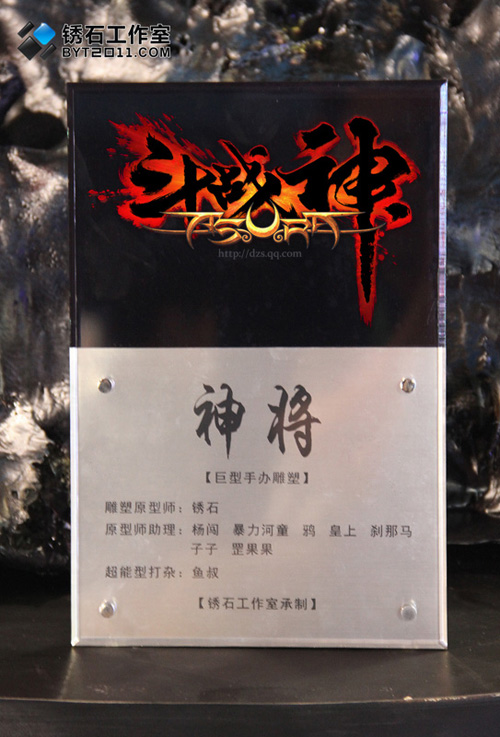 锈石工作室
BYT2011.COM
斗战神
ASURA
http://dzs.qq.com
神将
【巨型手办雕塑】
雕塑原型师：锈石
原型师助理：杨闯 暴力河童 鸦 皇上 刹那马
子子 罡果果
超能型打杂：鱼叔
【锈石工作室承制】